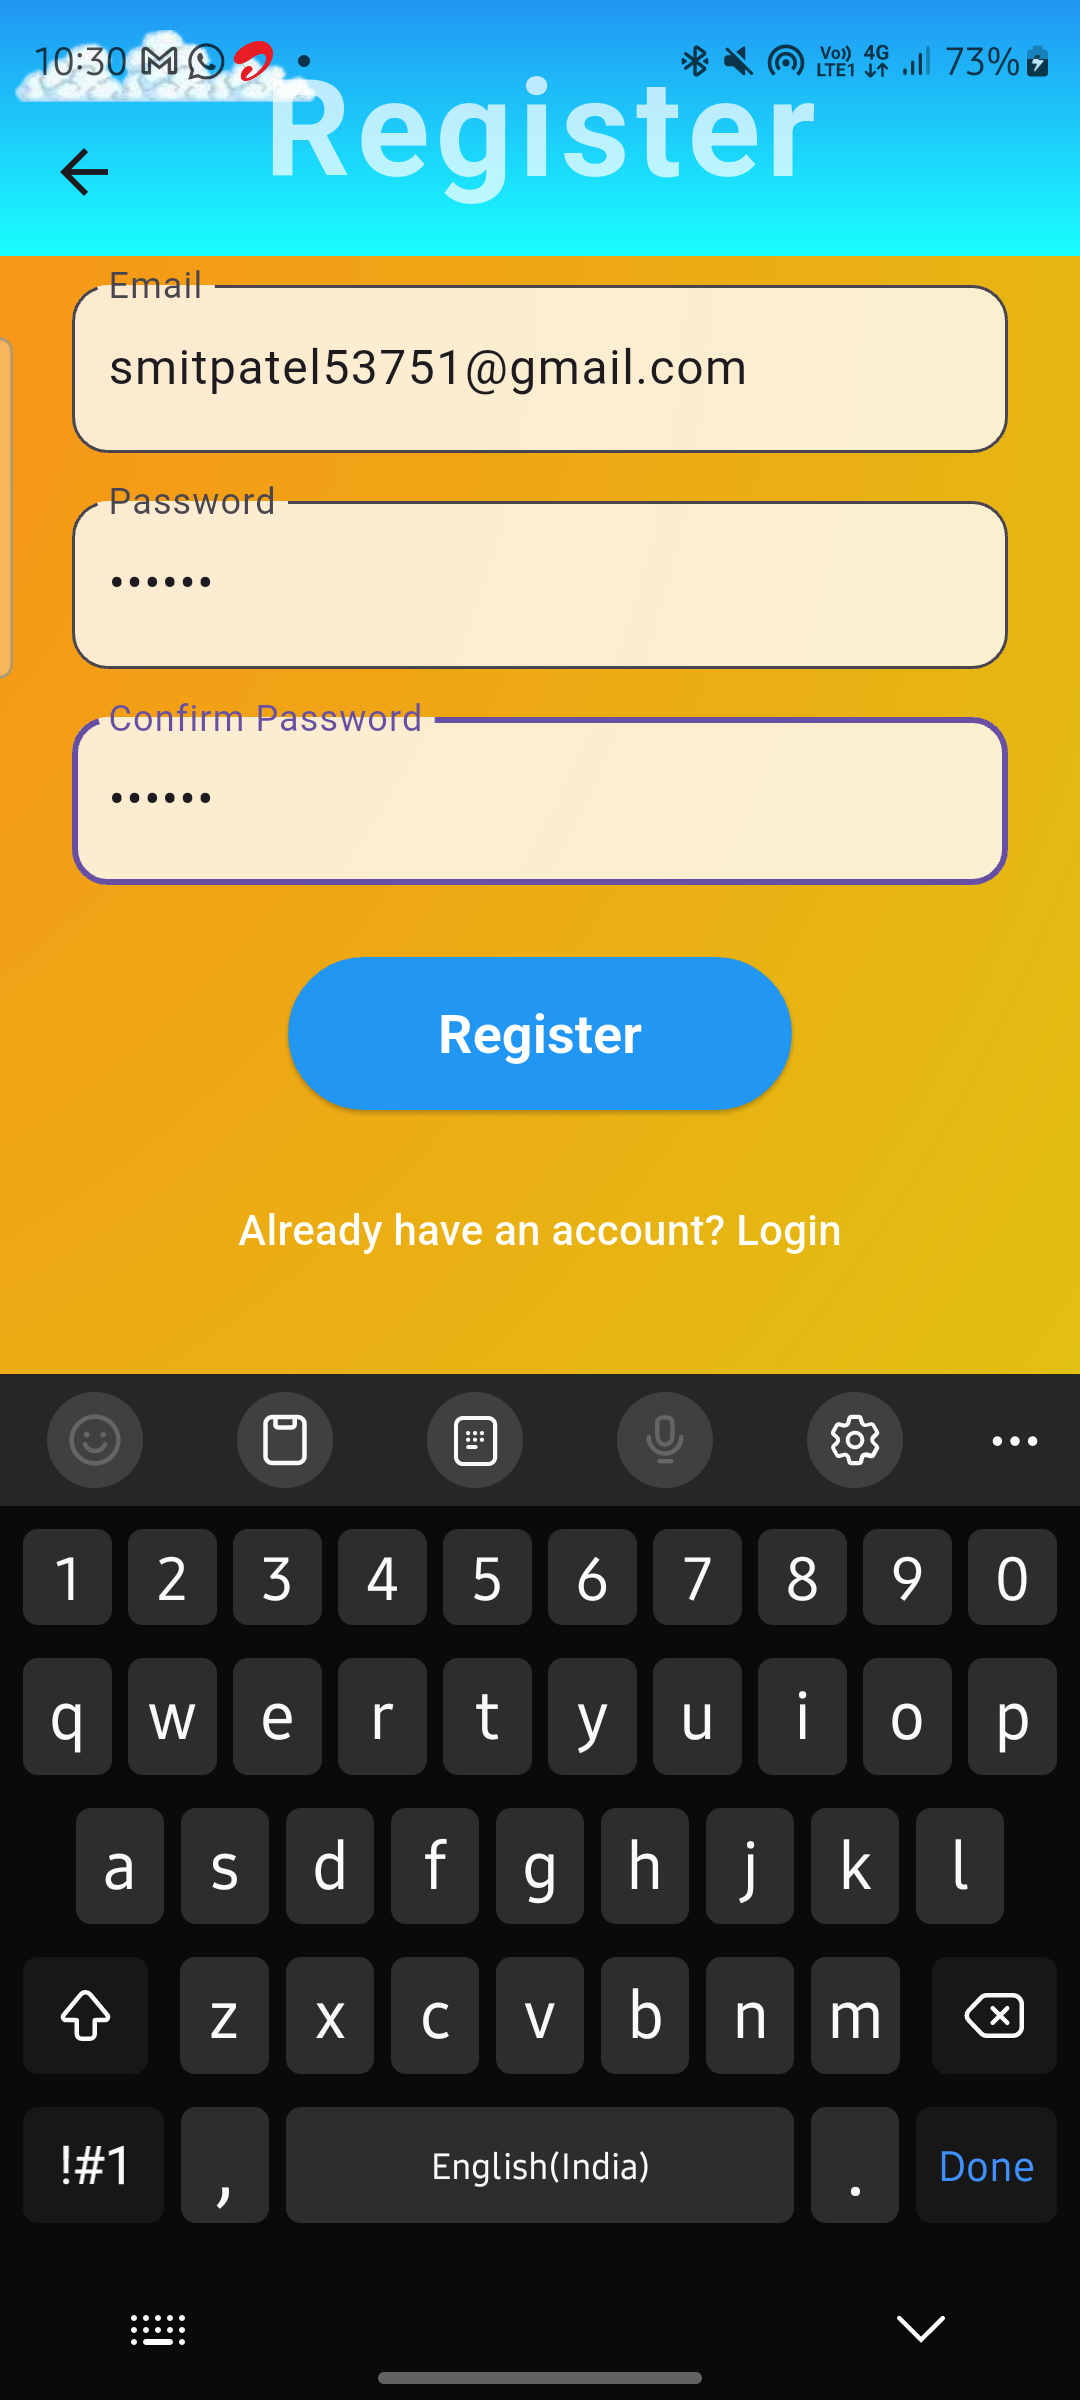 10:30 Vo)) LTE1 4G 73%
Register
Email
smitpatel53751@gmail.com
Password
••••••
Confirm Password
••••••
Register
Already have an account? Login
1 2 3 4 5 6 7 8 9 0
q w e r t y u i o p
a s d f g h j k l
z x c v b n m
!#1 , English(India) . Done